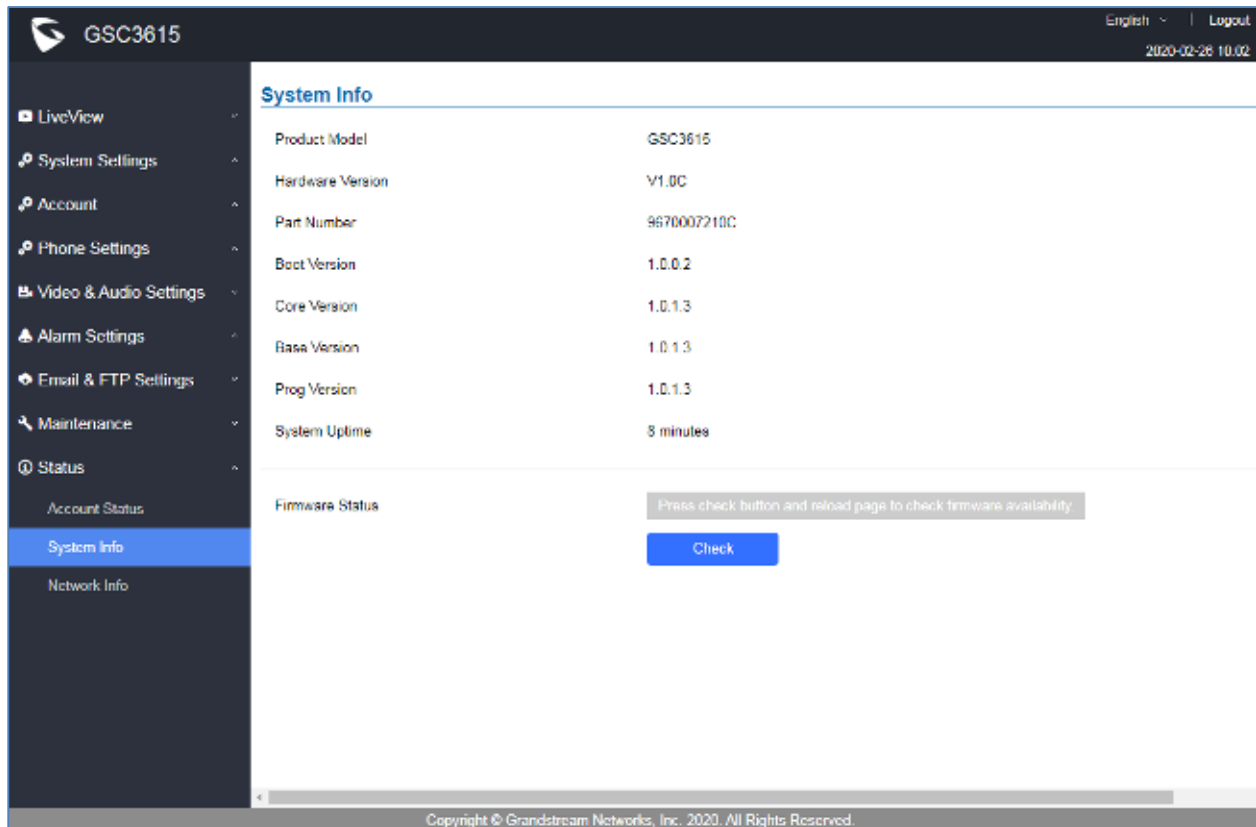 GSC3615
English | Logout
2020-02-26 10:02
LiveView
System Settings
Account
Phone Settings
Video & Audio Settings
Alarm Settings
Email & FTP Settings
Maintenance
Status
Account Status
System Info
Network Info
System Info
Product Model GSC3615
Hardware Version V1.0C
Part Number 9670007210C
Boot Version 1.0.0.2
Core Version 1.0.1.3
Base Version 1.0.1.3
Prog Version 1.0.1.3
System Uptime 8 minutes
Firmware Status Press check button and reload page to check firmware availability.
Check
Copyright © Grandstream Networks, Inc. 2020. All Rights Reserved.